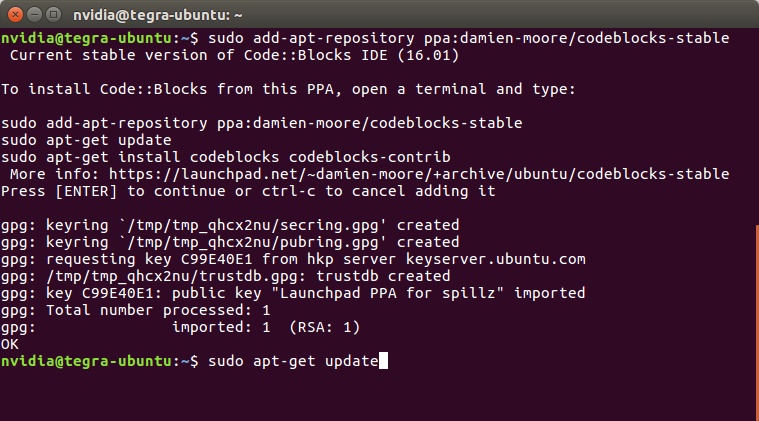 nvidia@tegra-ubuntu: ~
nvidia@tegra-ubuntu:~$ sudo add-apt-repository ppa:damien-moore/codeblocks-stable
 Current stable version of Code::Blocks IDE (16.01)
To install Code::Blocks from this PPA, open a terminal and type:
sudo add-apt-repository ppa:damien-moore/codeblocks-stable
sudo apt-get update
sudo apt-get install codeblocks codeblocks-contrib
 More info: https://launchpad.net/~damien-moore/+archive/ubuntu/codeblocks-stable
Press [ENTER] to continue or ctrl-c to cancel adding it
gpg: keyring `/tmp/tmp_qhcx2nu/secring.gpg' created
gpg: keyring `/tmp/tmp_qhcx2nu/pubring.gpg' created
gpg: requesting key C99E40E1 from hkp server keyserver.ubuntu.com
gpg: /tmp/tmp_qhcx2nu/trustdb.gpg: trustdb created
gpg: key C99E40E1: public key "Launchpad PPA for spillz" imported
gpg: Total number processed: 1
gpg:               imported: 1  (RSA: 1)
OK
nvidia@tegra-ubuntu:~$ sudo apt-get update